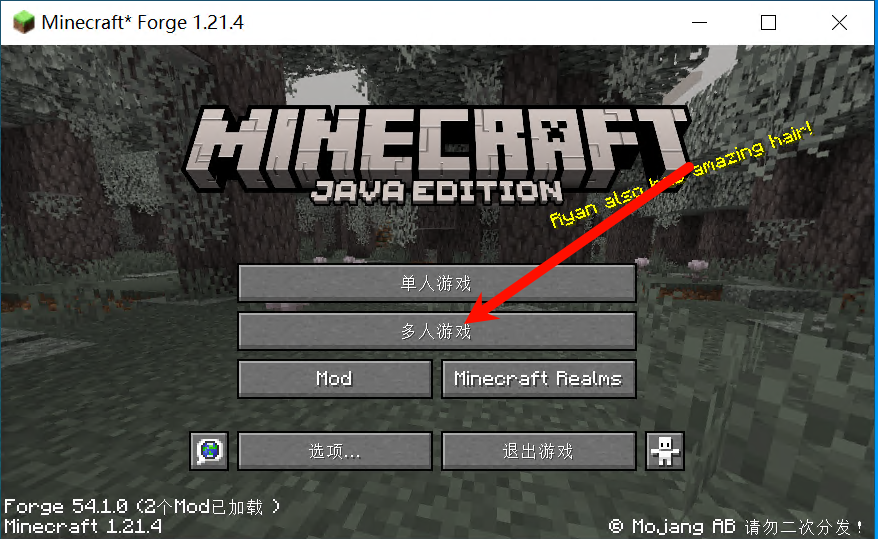 Minecraft* Forge 1.21.4
MINECRAFT
JAVA EDITION
Ryan also has amazing hair!
单人游戏
多人游戏
Mod
Minecraft Realms
选项...
退出游戏
Forge 54.1.0 (2个Mod已加载 )
Minecraft 1.21.4
© Mojang AB 请勿二次分发!